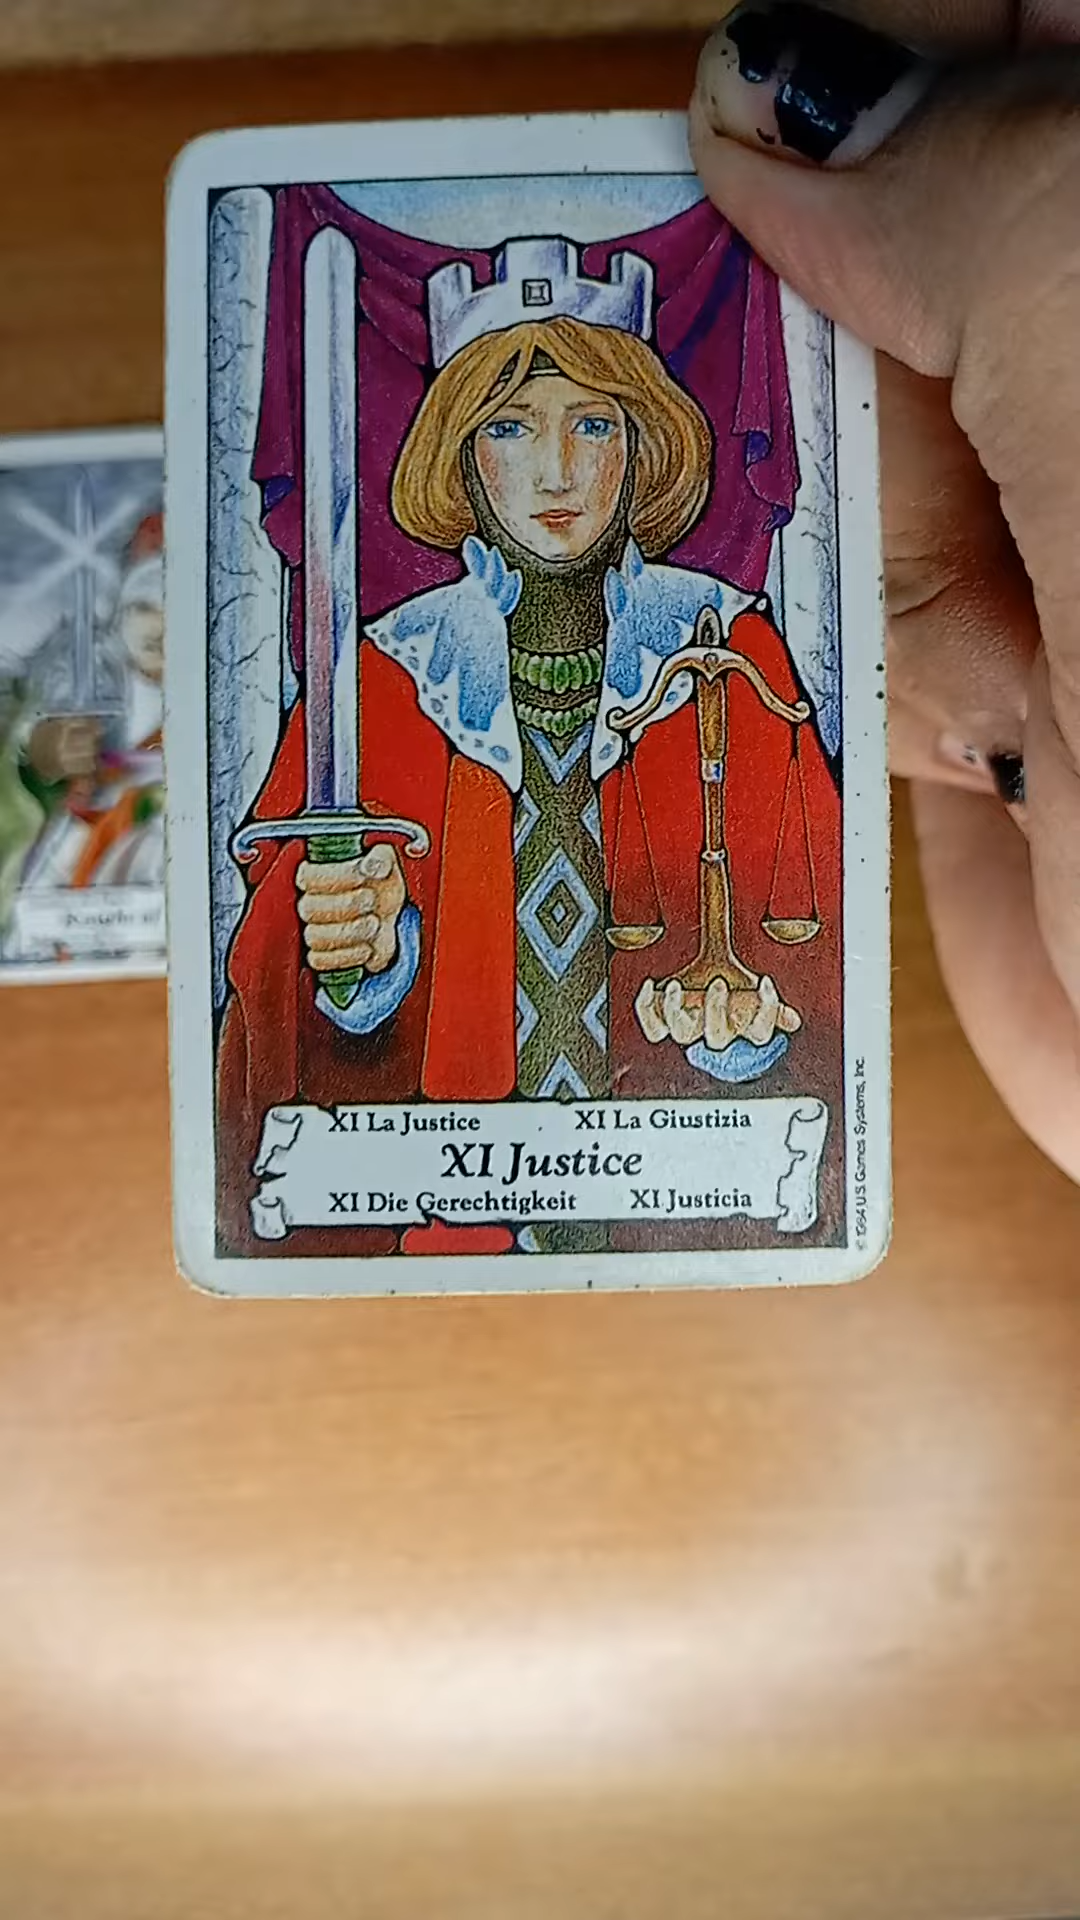 XI La Justice XI La Giustizia
XI Justice
XI Die Gerechtigkeit XI Justicia
© 1984 U.S. Games Systems, Inc.